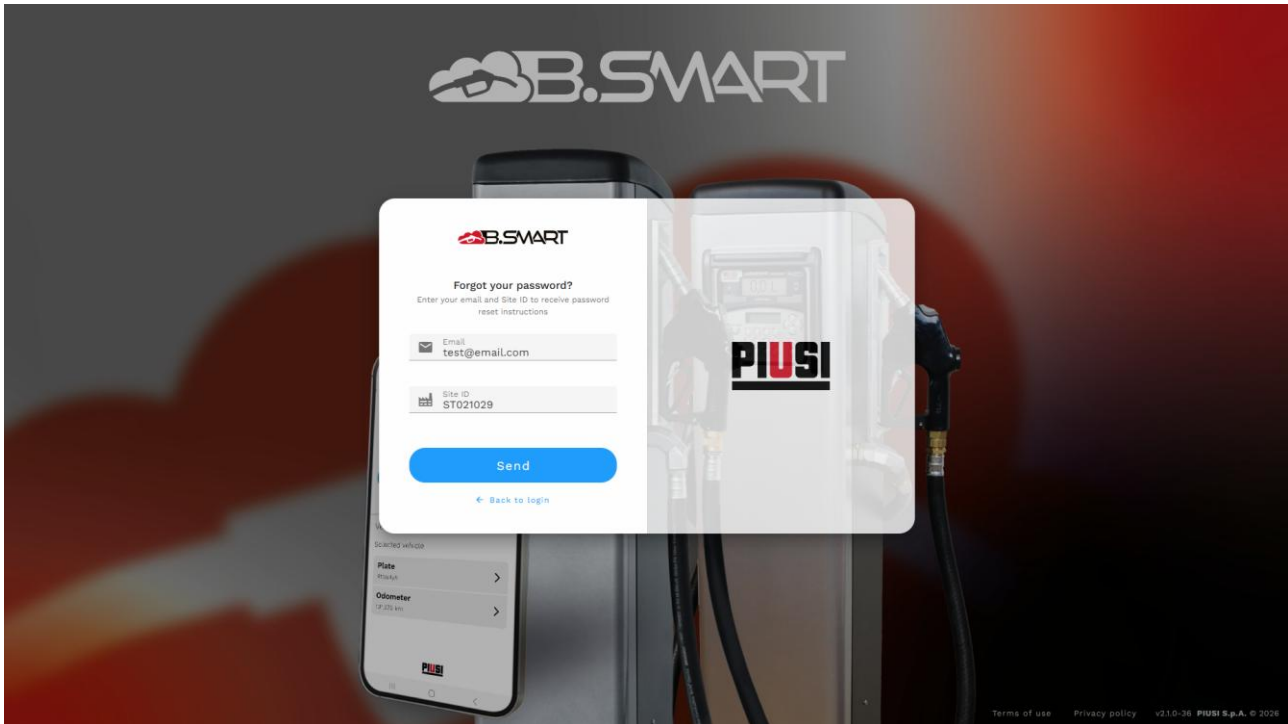 B.SMART
B.SMART
Forgot your password?
Enter your email and Site ID to receive password
reset instructions
Email
test@email.com
Site ID
ST021029
Send
← Back to login
PIUSI
Selected vehicle
Plate
Odometer
PIUSI
Terms of use Privacy policy v2.1.0-36 PIUSI S.p.A. © 2026